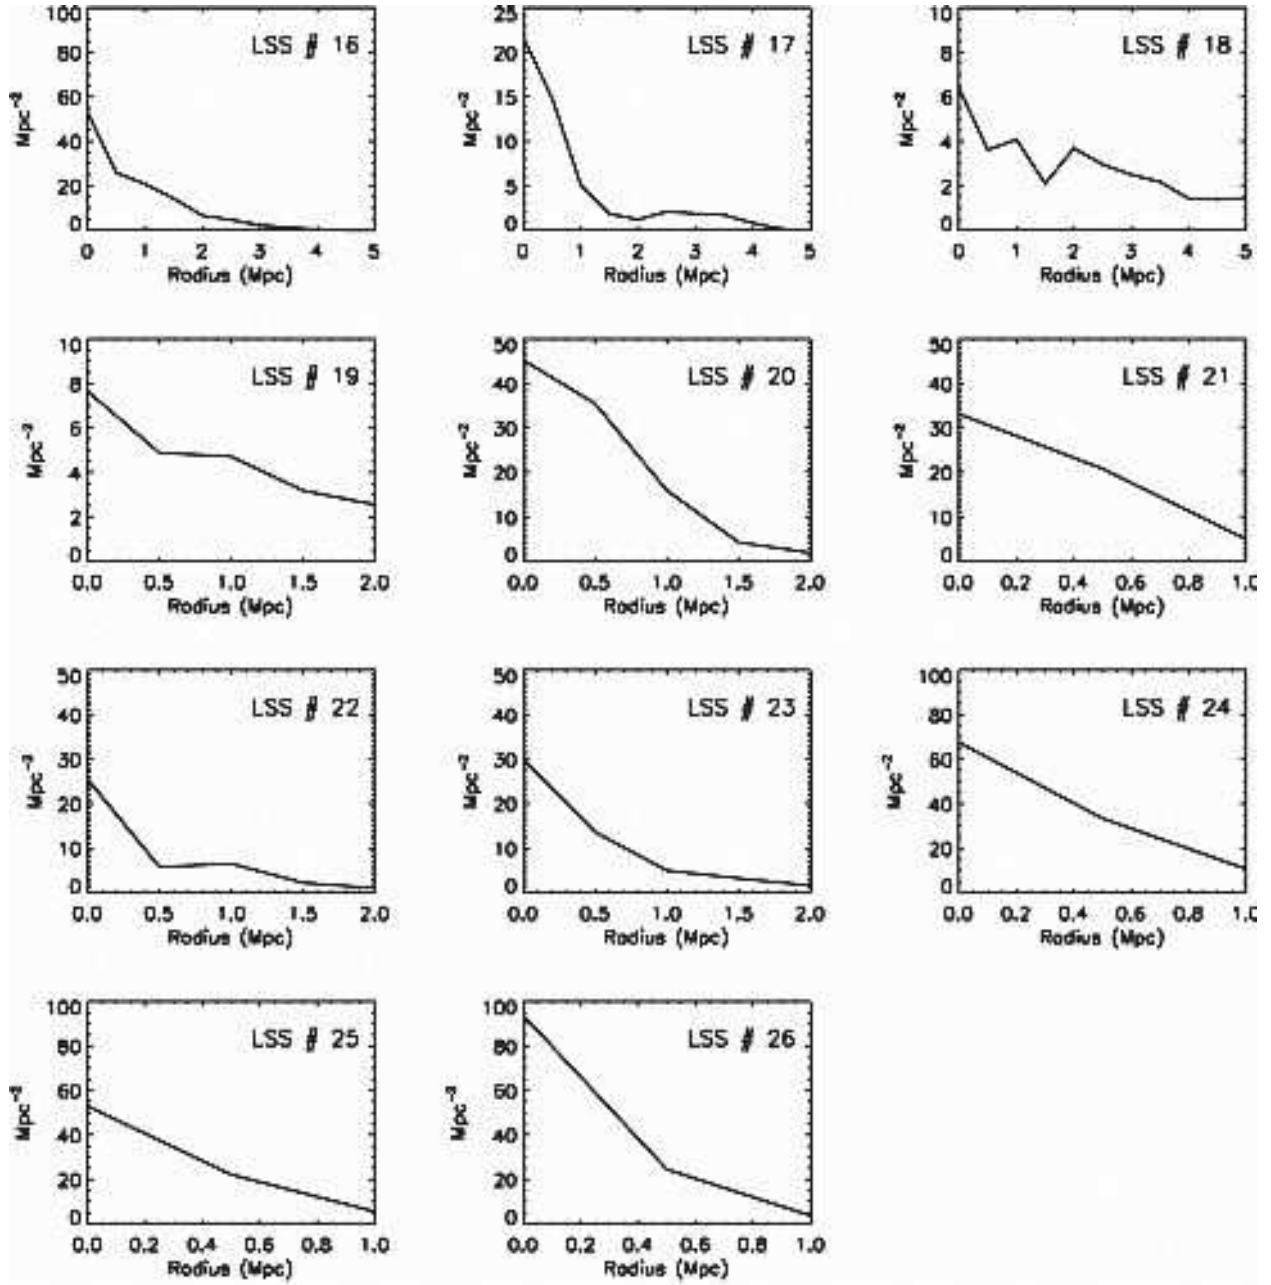 LSS # 16
100
80
60
40
20
0
Mpc⁻²
0 1 2 3 4 5
Radius (Mpc)
LSS # 17
25
20
15
10
5
0
Mpc⁻²
0 1 2 3 4 5
Radius (Mpc)
LSS # 18
10
8
6
4
2
0
Mpc⁻²
0 1 2 3 4 5
Radius (Mpc)
LSS # 19
10
8
6
4
2
0
Mpc⁻²
0.0 0.5 1.0 1.5 2.0
Radius (Mpc)
LSS # 20
50
40
30
20
10
0
Mpc⁻²
0.0 0.5 1.0 1.5 2.0
Radius (Mpc)
LSS # 21
50
40
30
20
10
0
Mpc⁻²
0.0 0.2 0.4 0.6 0.8 1.0
Radius (Mpc)
LSS # 22
50
40
30
20
10
0
Mpc⁻²
0.0 0.5 1.0 1.5 2.0
Radius (Mpc)
LSS # 23
50
40
30
20
10
0
Mpc⁻²
0.0 0.5 1.0 1.5 2.0
Radius (Mpc)
LSS # 24
100
80
60
40
20
0
Mpc⁻²
0.0 0.2 0.4 0.6 0.8 1.0
Radius (Mpc)
LSS # 25
100
80
60
40
20
0
Mpc⁻²
0.0 0.2 0.4 0.6 0.8 1.0
Radius (Mpc)
LSS # 26
100
80
60
40
20
0
Mpc⁻²
0.0 0.2 0.4 0.6 0.8 1.0
Radius (Mpc)